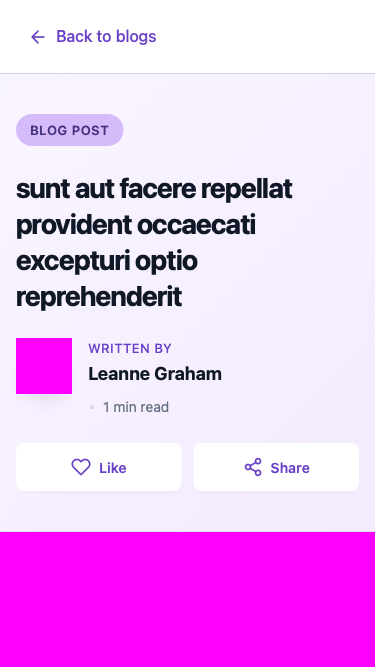 Back to blogs
BLOG POST
sunt aut facere repellat
provident occaecati
excepturi optio
reprehenderit
WRITTEN BY
Leanne Graham
• 1 min read
Like
Share